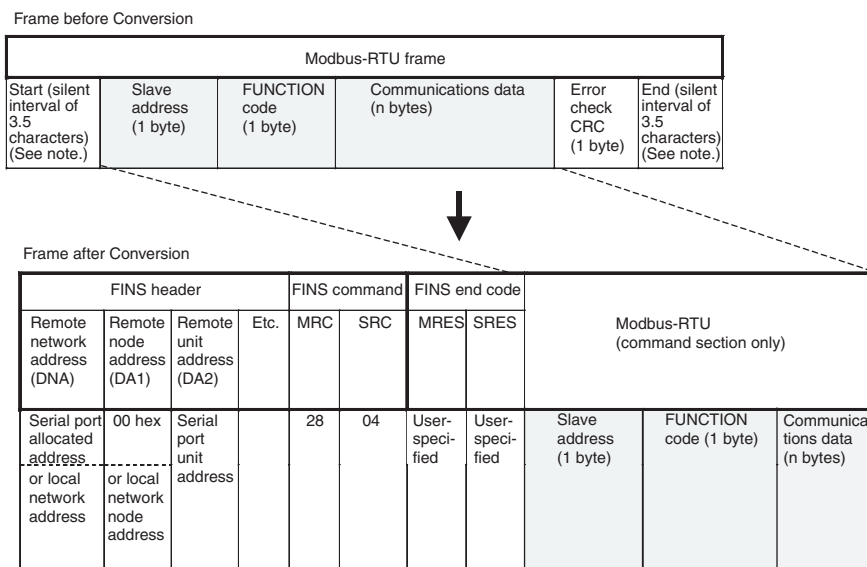 Frame before Conversion
Modbus-RTU frame
Start (silent
interval of
3.5
characters)
(See note.)
Slave
address
(1 byte)
FUNCTION
code
(1 byte)
Communications data
(n bytes)
Error
check
CRC
(1 byte)
End (silent
interval of
3.5
characters)
(See note.)
Frame after Conversion
FINS header
FINS command
FINS end code
Modbus-RTU
(command section only)
Remote
network
address
(DNA)
Remote
node
address
(DA1)
Remote
unit
address
(DA2)
Etc.
MRC
SRC
MRES
SRES
Serial port
allocated
address
or local
network
address
00 hex
or local
network
node
address
Serial
port
unit
address
28
04
User-
speci-
fied
User-
speci-
fied
Slave
address
(1 byte)
FUNCTION
code (1 byte)
Communica
tions data
(n bytes)